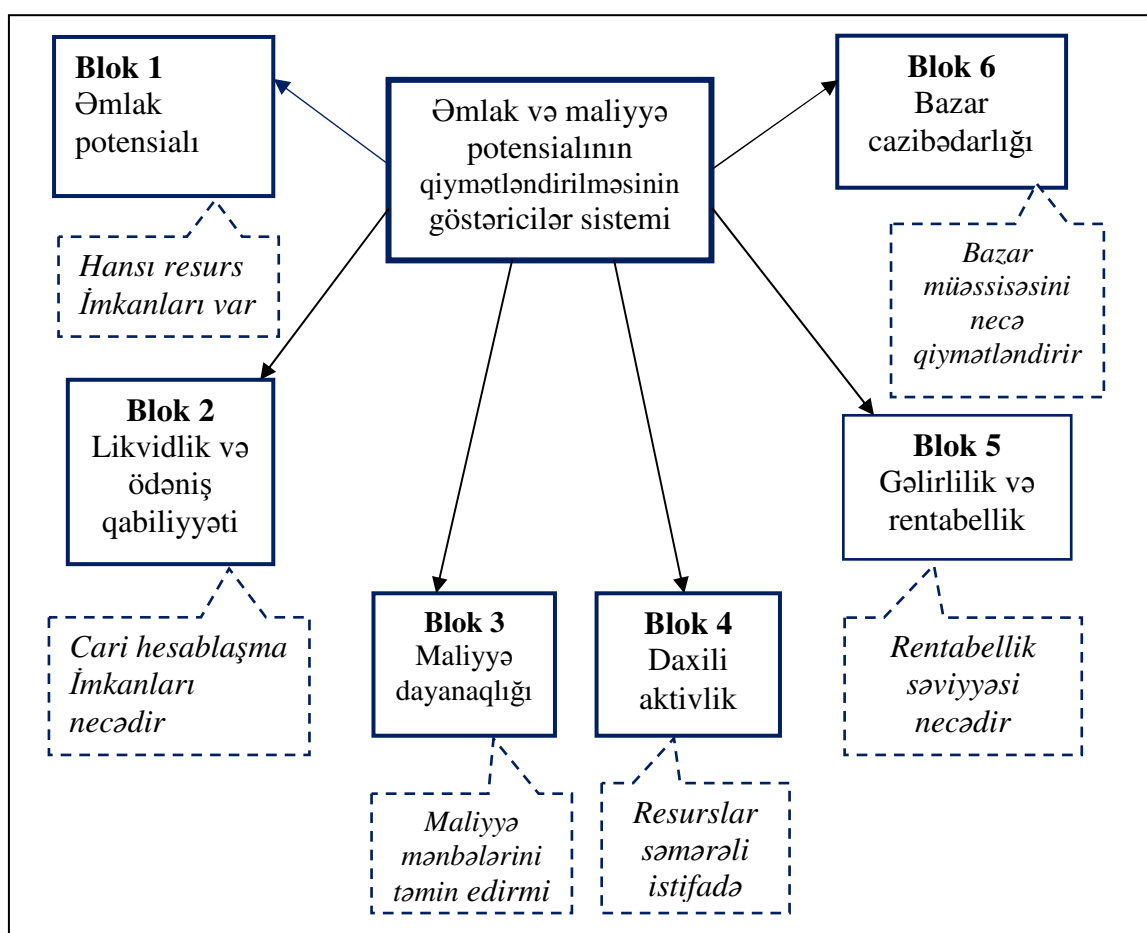 Əmlak və maliyyə
potensialının
qiymətləndirilməsinin
göstəricilər sistemi
Blok 1
Əmlak
potensialı
Hansı resurs
İmkanları var
Blok 2
Likvidlik və
ödəniş
qabiliyyəti
Cari hesablaşma
İmkanları
necədir
Blok 3
Maliyyə
dayanaqlığı
Maliyyə
mənbələrini
təmin edirmi
Blok 4
Daxili
aktivlik
Resurslar
səmərəli
istifadə
Blok 5
Gəlirlilik və
rentabellik
Rentabellik
səviyyəsi
necədir
Blok 6
Bazar
cazibədarlığı
Bazar
müəssisəsini
necə
qiymətləndirir